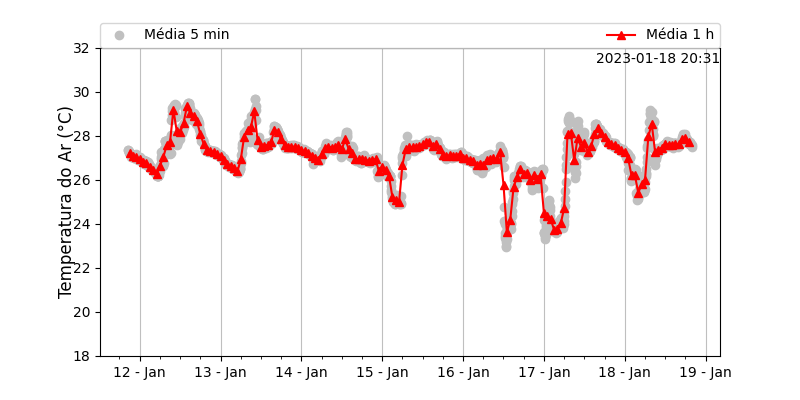 Média 5 min
Média 1 h
2023-01-18 20:31
Temperatura do Ar (°C)
32
30
28
26
24
22
20
18
12 - Jan
13 - Jan
14 - Jan
15 - Jan
16 - Jan
17 - Jan
18 - Jan
19 - Jan